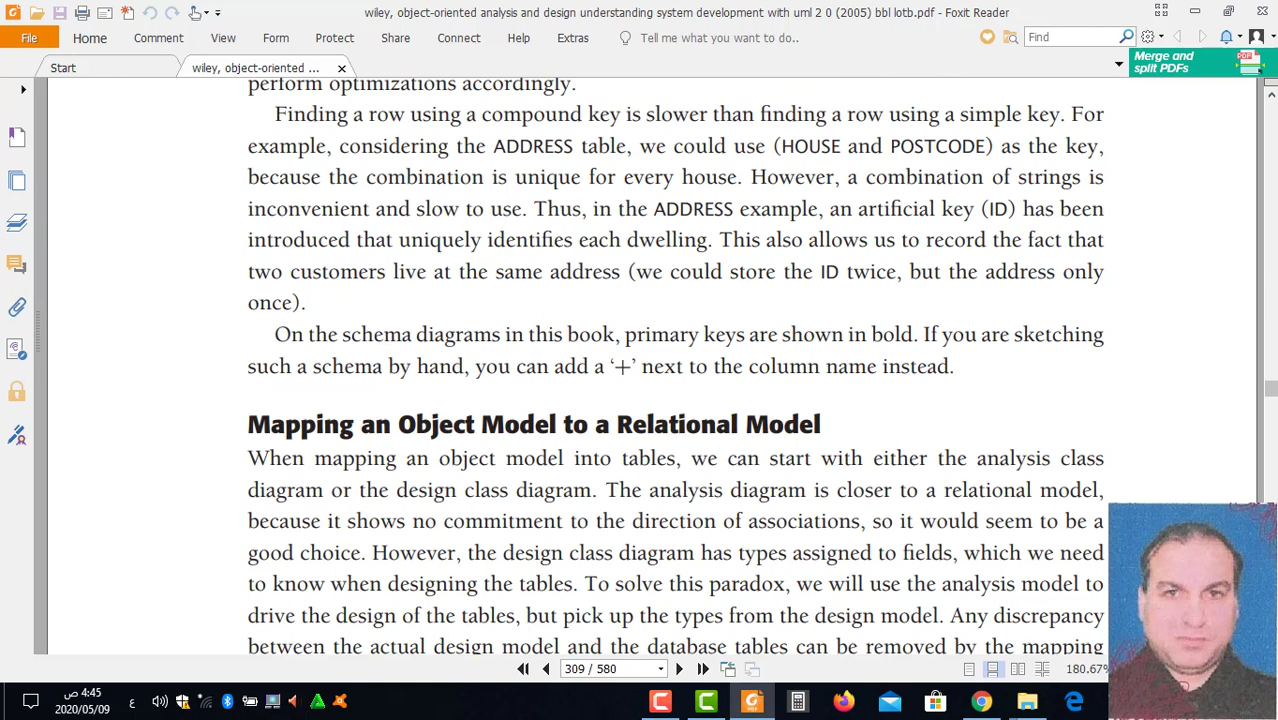 wiley, object-oriented analysis and design understanding system development with uml 2 0 (2005) bbl lotb.pdf - Foxit Reader
File Home Comment View Form Protect Share Connect Help Extras Tell me what you want to do... Find
Start wiley, object-oriented ... Merge and
split PDFs
perform optimizations accordingly.
Finding a row using a compound key is slower than finding a row using a simple key. For
example, considering the ADDRESS table, we could use (HOUSE and POSTCODE) as the key,
because the combination is unique for every house. However, a combination of strings is
inconvenient and slow to use. Thus, in the ADDRESS example, an artificial key (ID) has been
introduced that uniquely identifies each dwelling. This also allows us to record the fact that
two customers live at the same address (we could store the ID twice, but the address only
once).
On the schema diagrams in this book, primary keys are shown in bold. If you are sketching
such a schema by hand, you can add a ‘+’ next to the column name instead.
Mapping an Object Model to a Relational Model
When mapping an object model into tables, we can start with either the analysis class
diagram or the design class diagram. The analysis diagram is closer to a relational model,
because it shows no commitment to the direction of associations, so it would seem to be a
good choice. However, the design class diagram has types assigned to fields, which we need
to know when designing the tables. To solve this paradox, we will use the analysis model to
drive the design of the tables, but pick up the types from the design model. Any discrepancy
between the actual design model and the database tables can be removed by the mapping
309 / 580 180.67%
4:45 ص
2020/05/09
ع